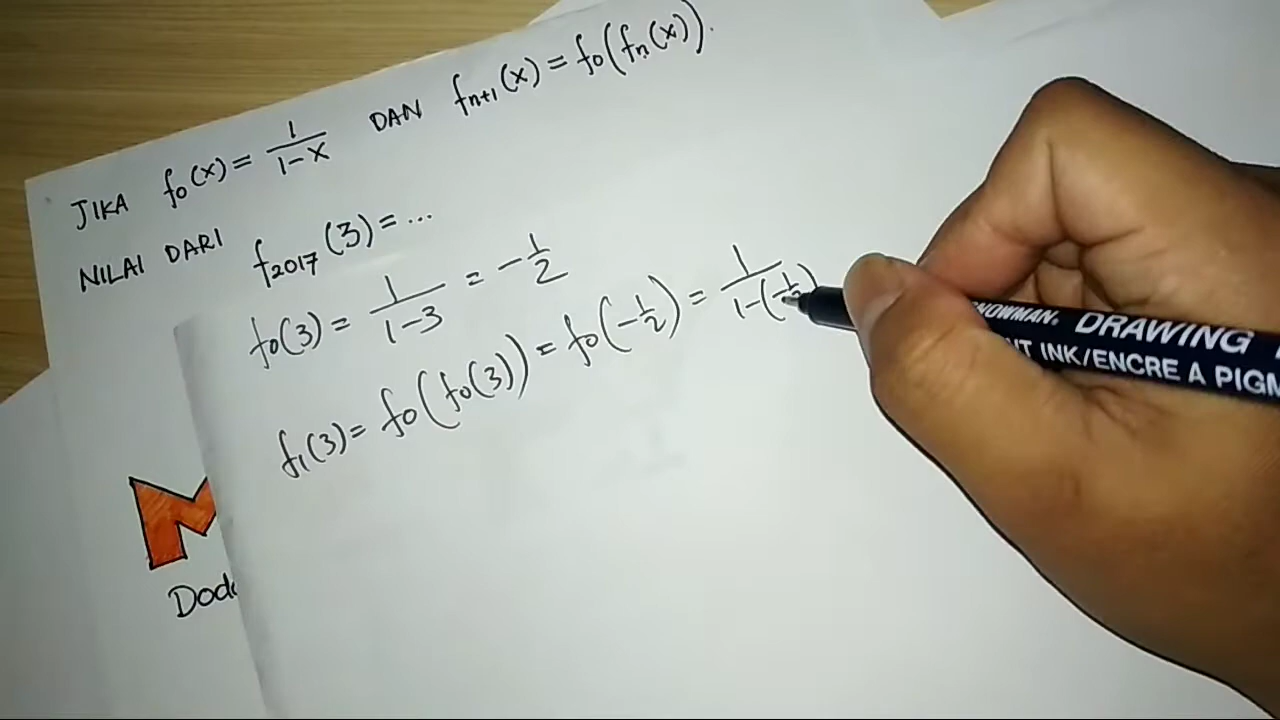 JIKA f₀(x) = 1/(1-x) DAN fₙ₊₁(x) = f₀(fₙ(x)).
NILAI DARI f₂₀₁₇(3) = ...
f₀(3) = 1/(1-3) = -1/2
f₁(3) = f₀(f₀(3)) = f₀(-1/2) = 1/(1-(-1/2)
M
SNOWMAN. DRAWING
INK/ENCRE A PIGM